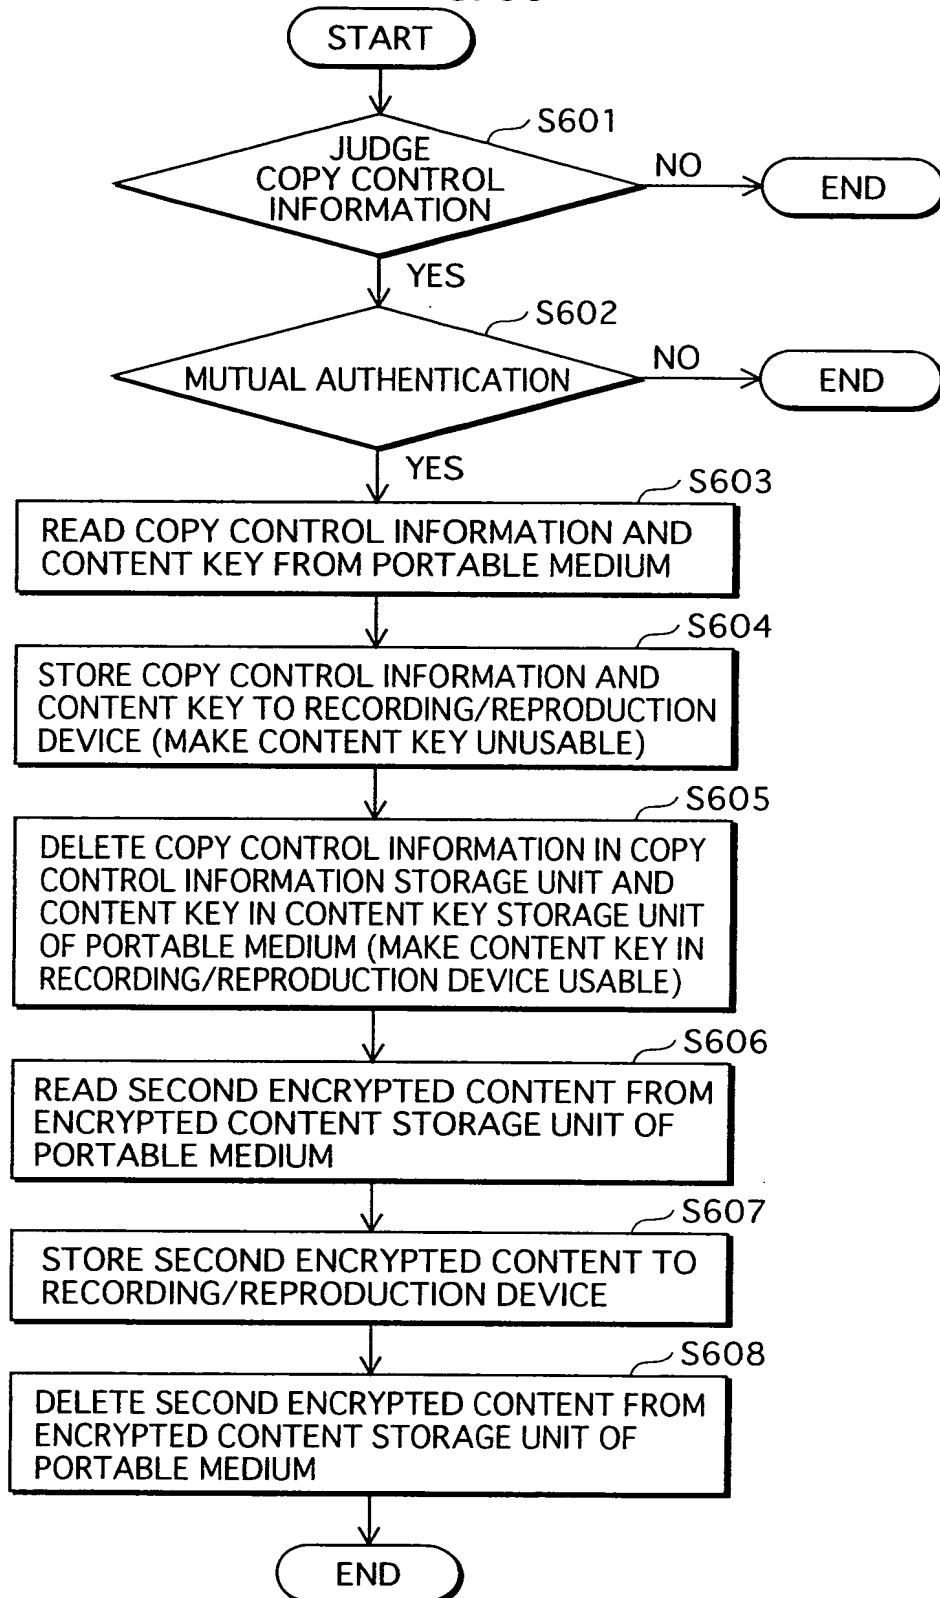 START
S601
JUDGE
COPY CONTROL
INFORMATION
NO
END
YES
S602
MUTUAL AUTHENTICATION
NO
END
YES
S603
READ COPY CONTROL INFORMATION AND
CONTENT KEY FROM PORTABLE MEDIUM
S604
STORE COPY CONTROL INFORMATION AND
CONTENT KEY TO RECORDING/REPRODUCTION
DEVICE (MAKE CONTENT KEY UNUSABLE)
S605
DELETE COPY CONTROL INFORMATION IN COPY
CONTROL INFORMATION STORAGE UNIT AND
CONTENT KEY IN CONTENT KEY STORAGE UNIT
OF PORTABLE MEDIUM (MAKE CONTENT KEY IN
RECORDING/REPRODUCTION DEVICE USABLE)
S606
READ SECOND ENCRYPTED CONTENT FROM
ENCRYPTED CONTENT STORAGE UNIT OF
PORTABLE MEDIUM
S607
STORE SECOND ENCRYPTED CONTENT TO
RECORDING/REPRODUCTION DEVICE
S608
DELETE SECOND ENCRYPTED CONTENT FROM
ENCRYPTED CONTENT STORAGE UNIT OF
PORTABLE MEDIUM
END